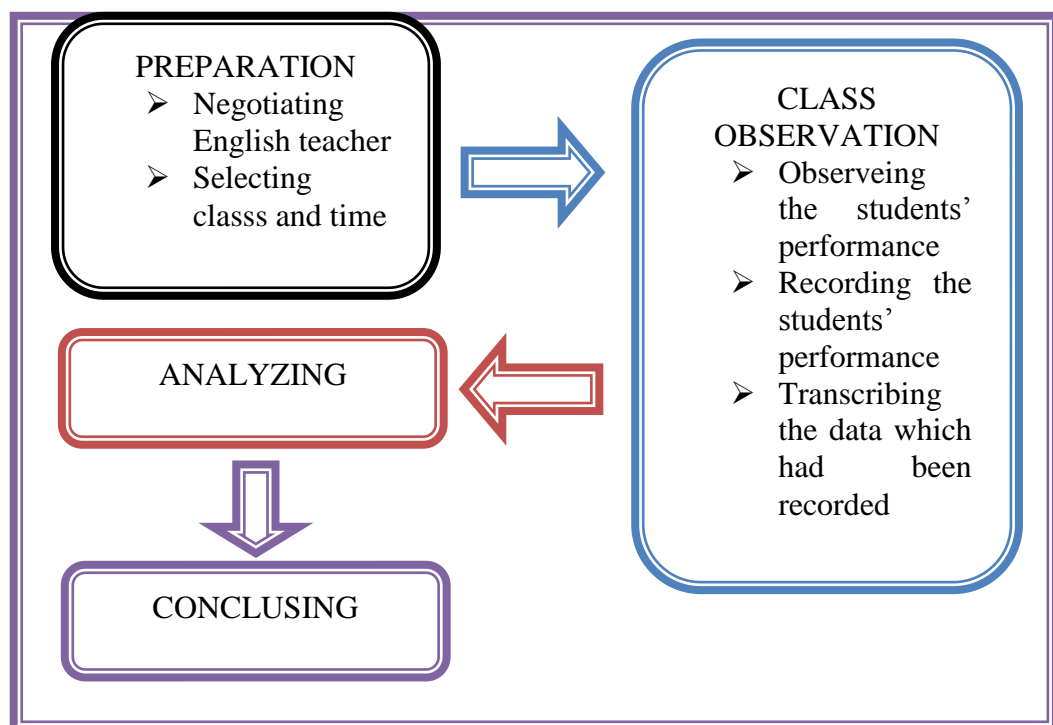 PREPARATION
➢ Negotiating
English teacher
➢ Selecting
classs and time
CLASS
OBSERVATION
➢ Observeing
the students’
performance
➢ Recording the
students’
performance
➢ Transcribing
the data which
had been
recorded
ANALYZING
CONCLUSING